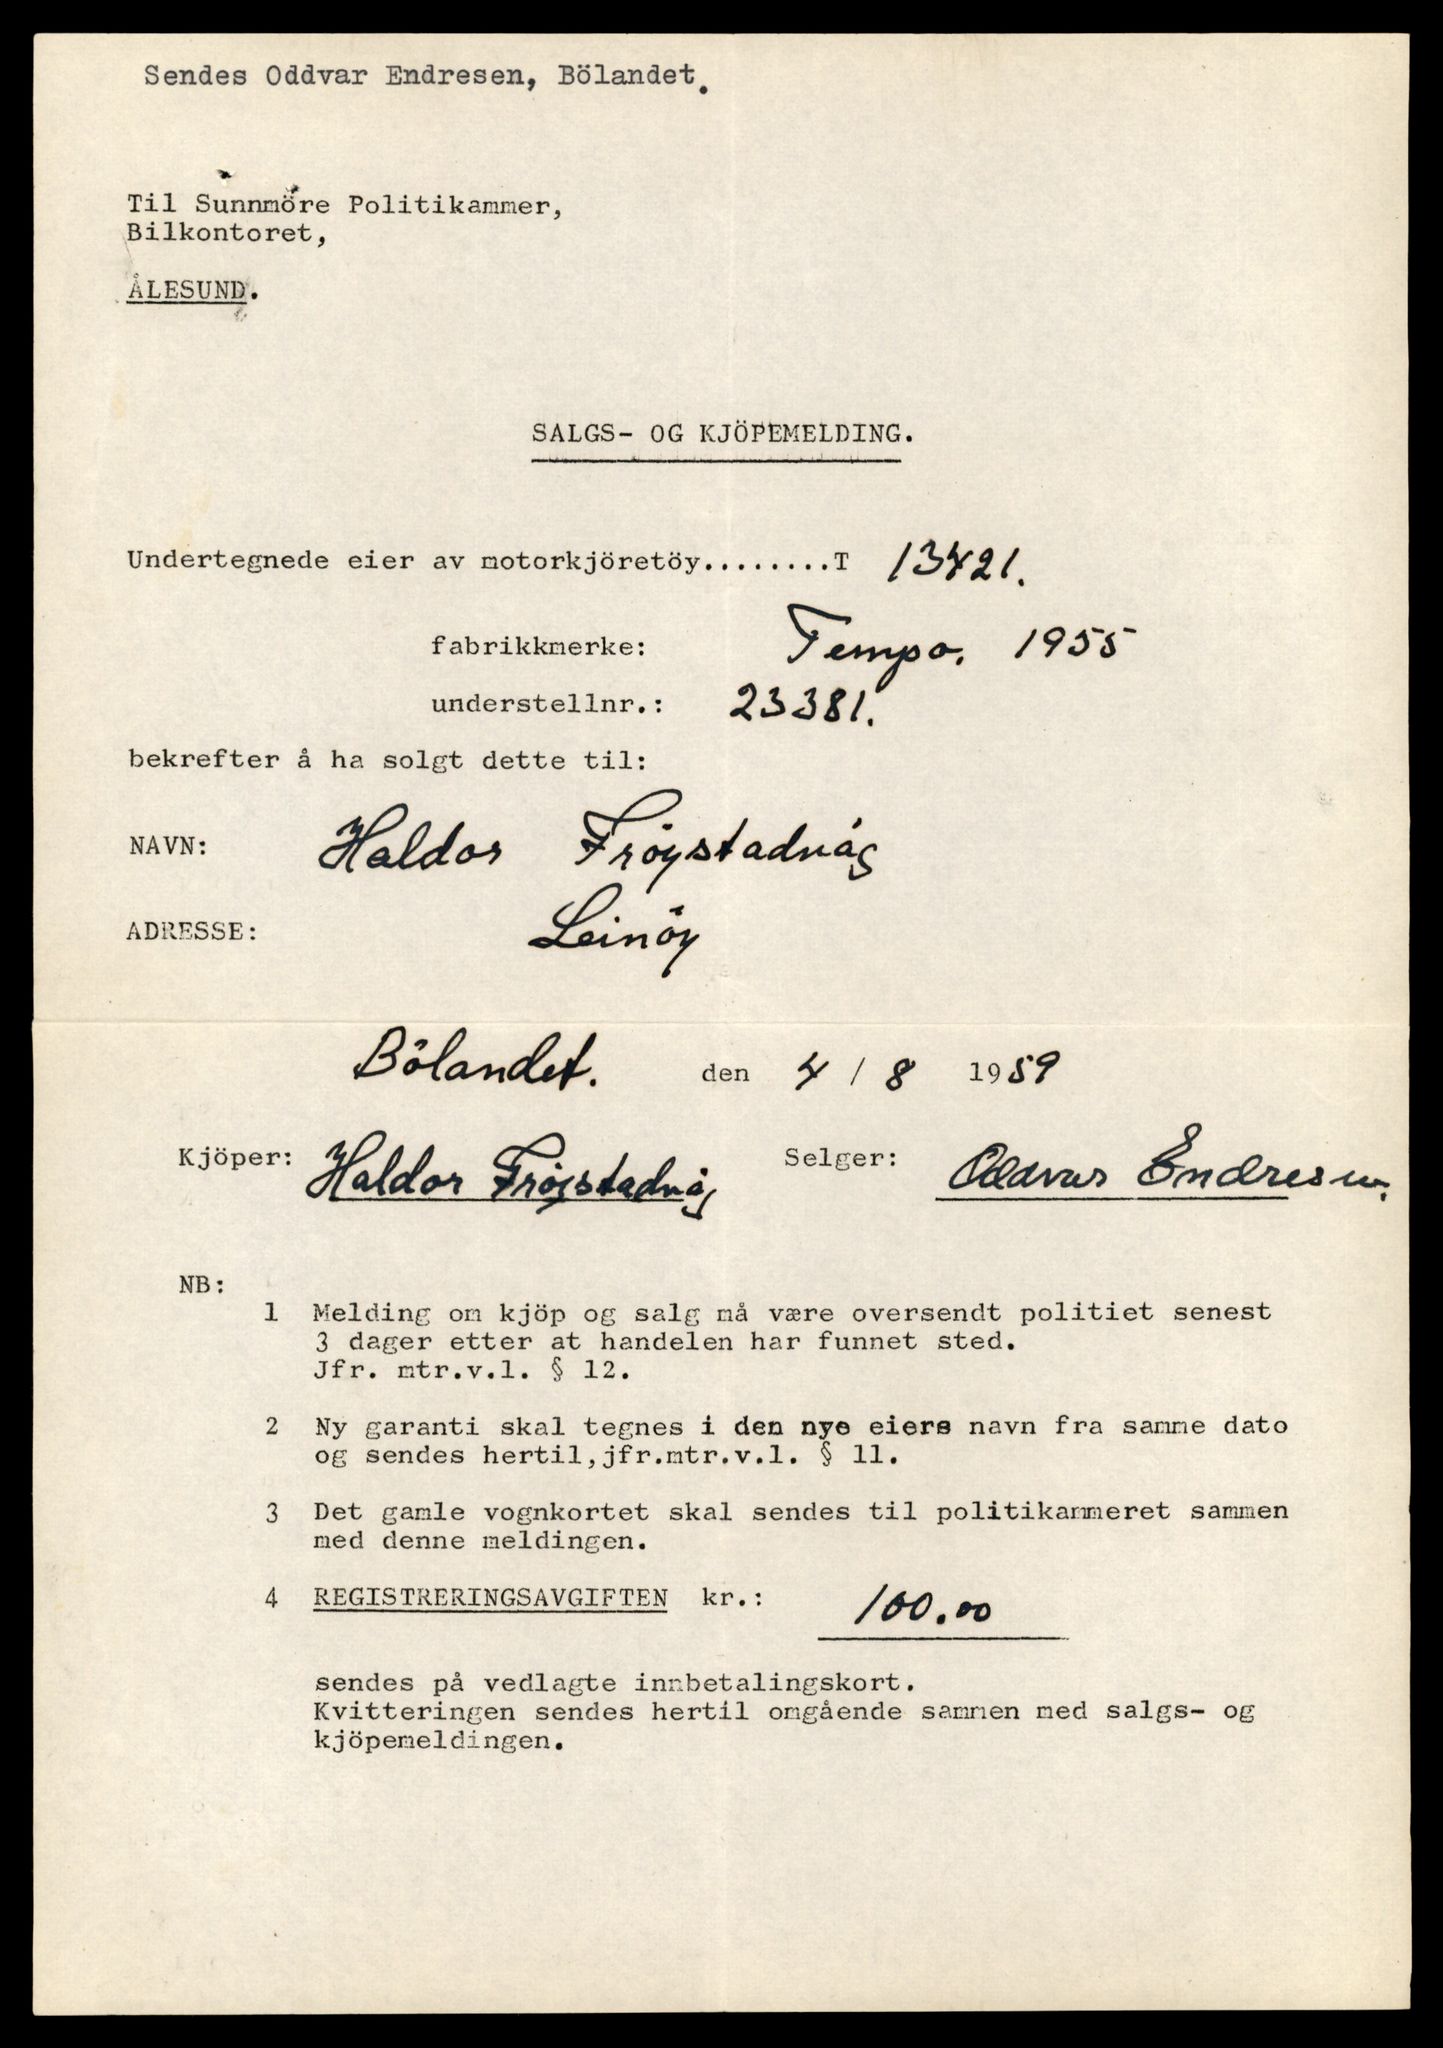 Sendes Oddvar Endresen, Bölandet.
Til Sunnmöre Politikammer,
Bilkontoret,
ÅLESUND.
SALGS- OG KJÖPEMELDING.
Undertegnede eier av motorkjöretöy........T 13421.
fabrikkmerke: Tempo. 1955
understellnr.: 23381.
bekrefter å ha solgt dette til:
NAVN: Haldor Fröystadvåg
ADRESSE: Leinöy
Bölandet. den 4 / 8 1959
Kjöper: Haldor Fröystadvåg Selger: Oddvar Endresen.
NB:
1 Melding om kjöp og salg må være oversendt politiet senest
3 dager etter at handelen har funnet sted.
Jfr. mtr.v.l. § 12.
2 Ny garanti skal tegnes i den nye eiers navn fra samme dato
og sendes hertil,jfr.mtr.v.l. § 11.
3 Det gamle vognkortet skal sendes til politikammeret sammen
med denne meldingen.
4 REGISTRERINGSAVGIFTEN kr.: 100.00
sendes på vedlagte innbetalingskort.
Kvitteringen sendes hertil omgående sammen med salgs- og
kjöpemeldingen.